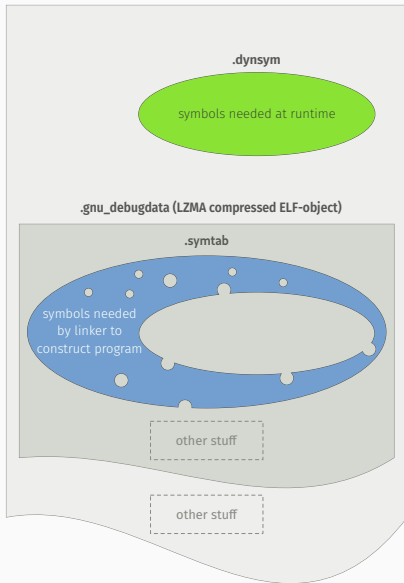 .dynsym
symbols needed at runtime
.gnu_debugdata (LZMA compressed ELF-object)
.symtab
symbols needed
by linker to
construct program
other stuff
other stuff